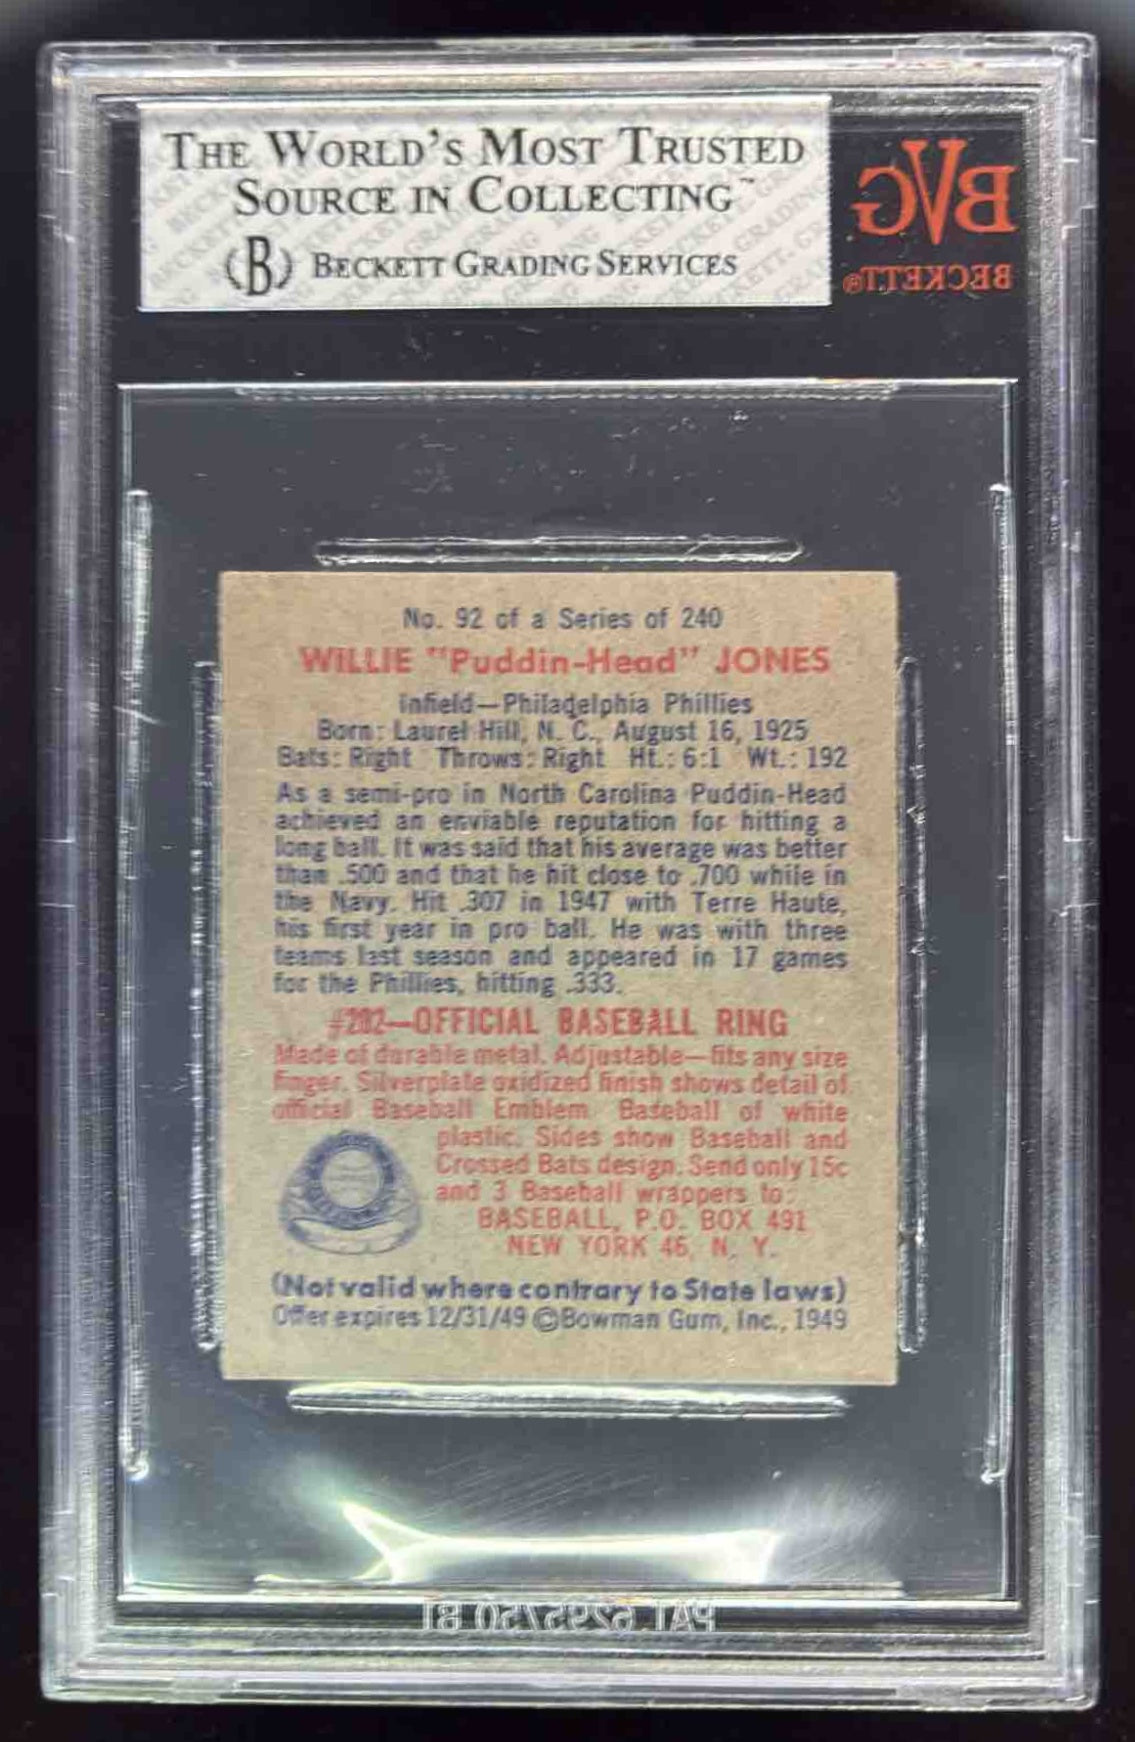 THE WORLD'S MOST TRUSTED
SOURCE IN COLLECTING™
(B) BECKETT GRADING SERVICES
BVG
BECKETT®
No. 92 of a Series of 240
WILLIE "Puddin-Head" JONES
Infield—Philadelphia Phillies
Born: Laurel Hill, N. C., August 16, 1925
Bats: Right Throws: Right Ht.: 6:1 Wt.: 192
As a semi-pro in North Carolina Puddin-Head
achieved an enviable reputation for hitting a
long ball. It was said that his average was better
than .500 and that he hit close to .700 while in
the Navy. Hit .307 in 1947 with Terre Haute,
his first year in pro ball. He was with three
teams last season and appeared in 17 games
for the Phillies, hitting .333.
#202—OFFICIAL BASEBALL RING
Made of durable metal. Adjustable—fits any size
finger. Silverplate oxidized finish shows detail of
official Baseball Emblem. Baseball of white
plastic. Sides show Baseball and
Crossed Bats design. Send only 15c
and 3 Baseball wrappers to:
BASEBALL, P.O. BOX 491
NEW YORK 46, N. Y.
(Not valid where contrary to State laws)
Offer expires 12/31/49 ©Bowman Gum, Inc., 1949
PAT 6295750 B1